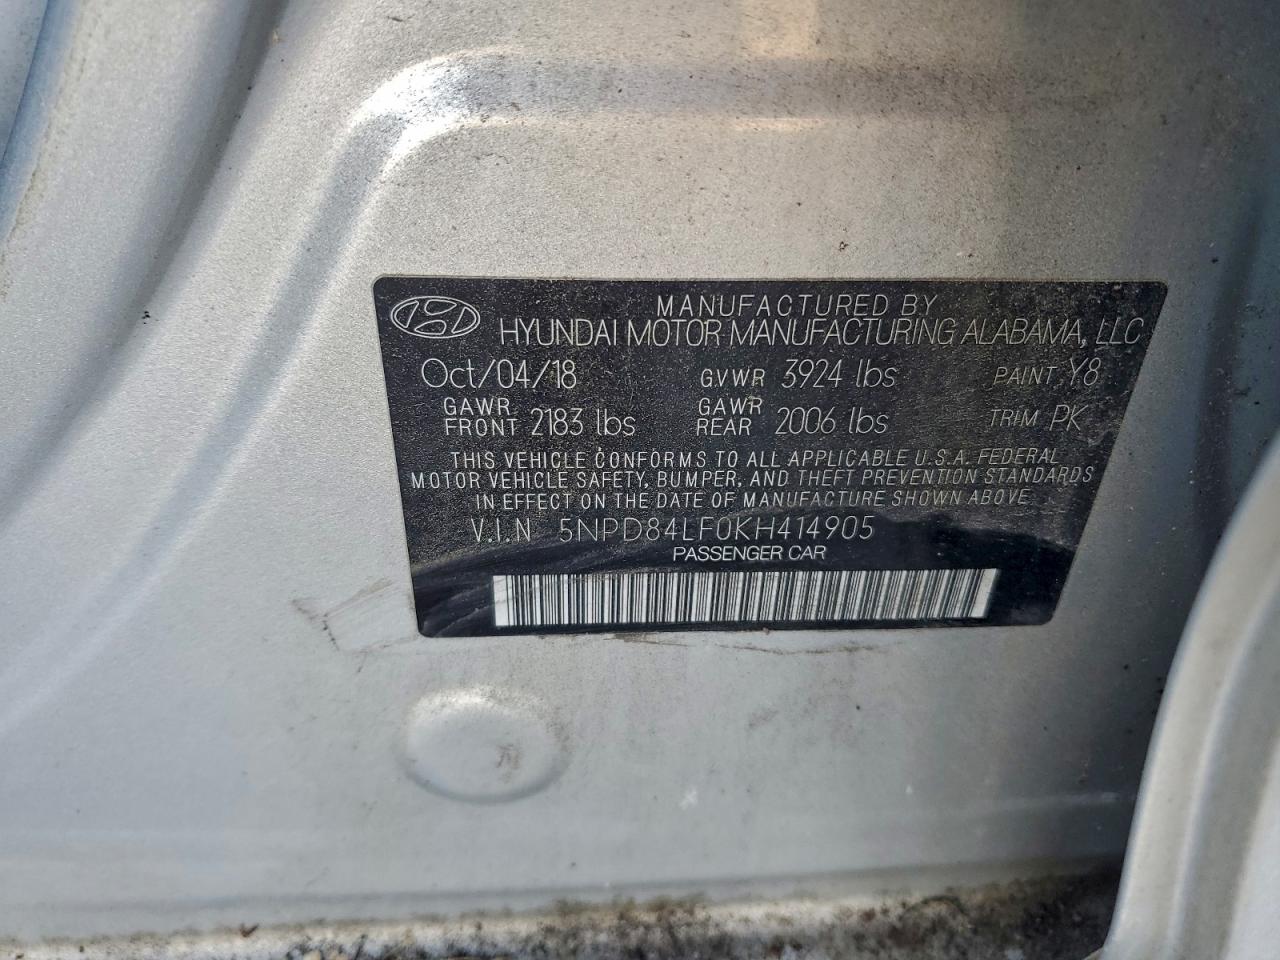 MANUFACTURED BY
HYUNDAI MOTOR MANUFACTURING ALABAMA, LLC
Oct/04/18 GVWR 3924 lbs PAINT Y8
GAWR FRONT 2183 lbs GAWR REAR 2006 lbs TRIM PK
THIS VEHICLE CONFORMS TO ALL APPLICABLE U.S.A. FEDERAL
MOTOR VEHICLE SAFETY, BUMPER, AND THEFT PREVENTION STANDARDS
IN EFFECT ON THE DATE OF MANUFACTURE SHOWN ABOVE
V.I.N 5NPD84LF0KH414905
PASSENGER CAR